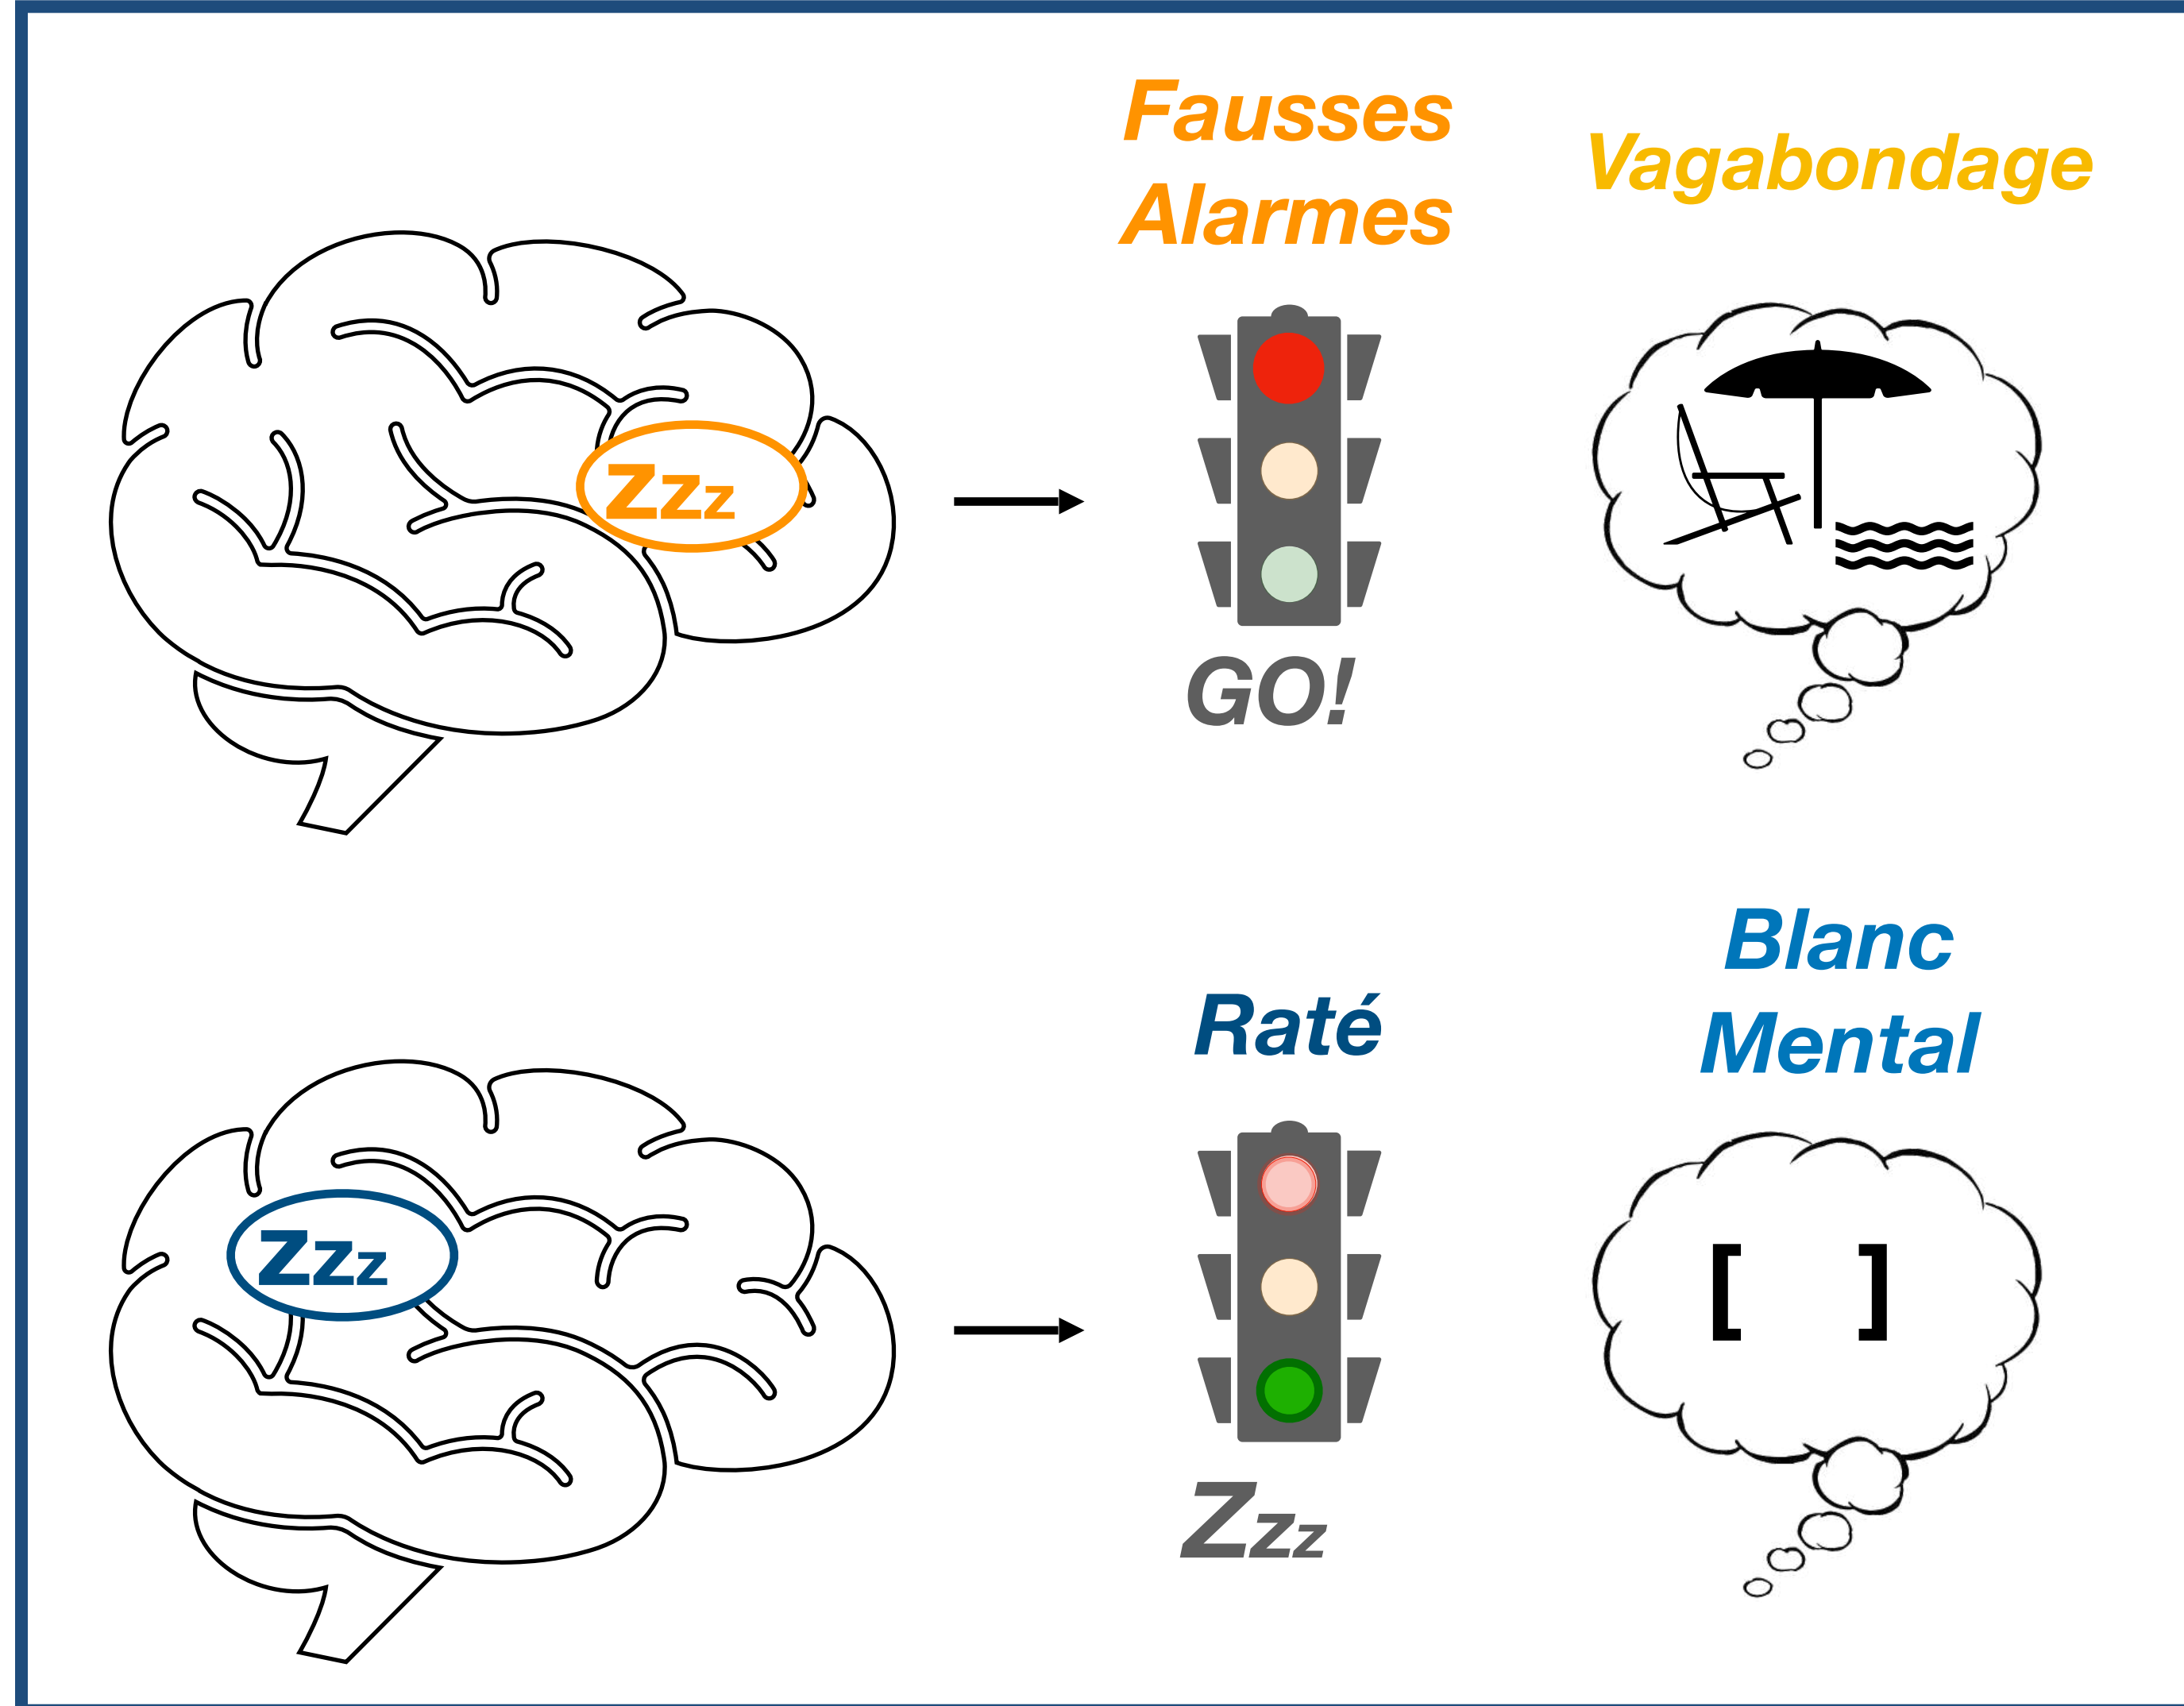 Fausses
Alarmes
Vagabondage
zzz
GO!
Blanc
Mental
Raté
zzz
[ ]
Zzz